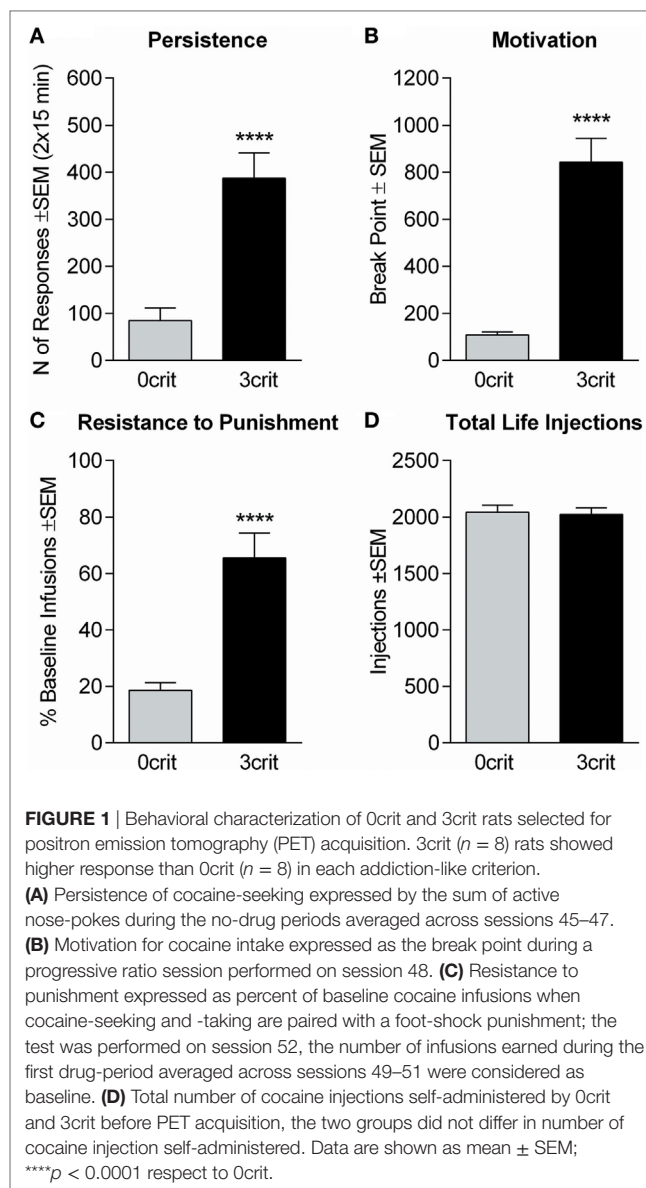 A Persistence
N of Responses ±SEM (2x15 min)
600
500
400
300
200
100
0
****
0crit 3crit
B Motivation
Break Point ± SEM
1200
1000
800
600
400
200
0
****
0crit 3crit
C Resistance to Punishment
% Baseline Infusions ±SEM
100
80
60
40
20
0
****
0crit 3crit
D Total Life Injections
Injections ±SEM
2500
2000
1500
1000
500
0
0crit 3crit
FIGURE 1 | Behavioral characterization of 0crit and 3crit rats selected for
positron emission tomography (PET) acquisition. 3crit (n = 8) rats showed
higher response than 0crit (n = 8) in each addiction-like criterion.
(A) Persistence of cocaine-seeking expressed by the sum of active
nose-pokes during the no-drug periods averaged across sessions 45–47.
(B) Motivation for cocaine intake expressed as the break point during a
progressive ratio session performed on session 48. (C) Resistance to
punishment expressed as percent of baseline cocaine infusions when
cocaine-seeking and -taking are paired with a foot-shock punishment; the
test was performed on session 52, the number of infusions earned during the
first drug-period averaged across sessions 49–51 were considered as
baseline. (D) Total number of cocaine injections self-administered by 0crit
and 3crit before PET acquisition, the two groups did not differ in number of
cocaine injection self-administered. Data are shown as mean ± SEM;
****p < 0.0001 respect to 0crit.